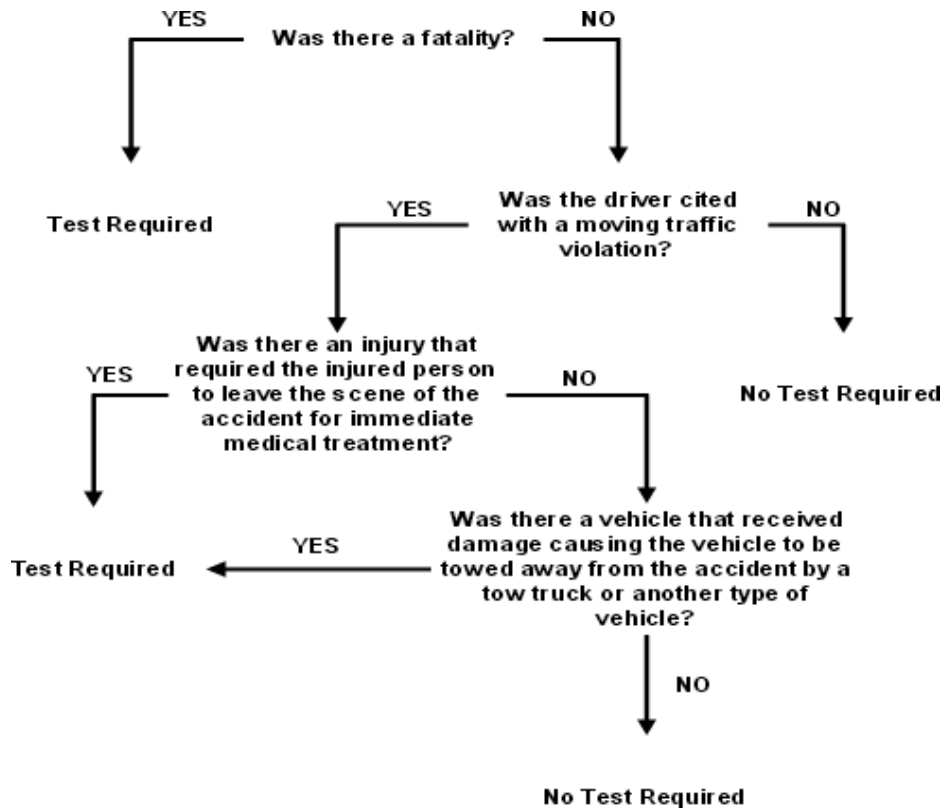 YES
NO
Was there a fatality?
Test Required
YES
Was the driver cited
with a moving traffic
violation?
NO
Was there an injury that
required the injured person
to leave the scene of the
accident for immediate
medical treatment?
YES
NO
No Test Required
Test Required
YES
Was there a vehicle that received
damage causing the vehicle to be
towed away from the accident by a
tow truck or another type of
vehicle?
NO
No Test Required